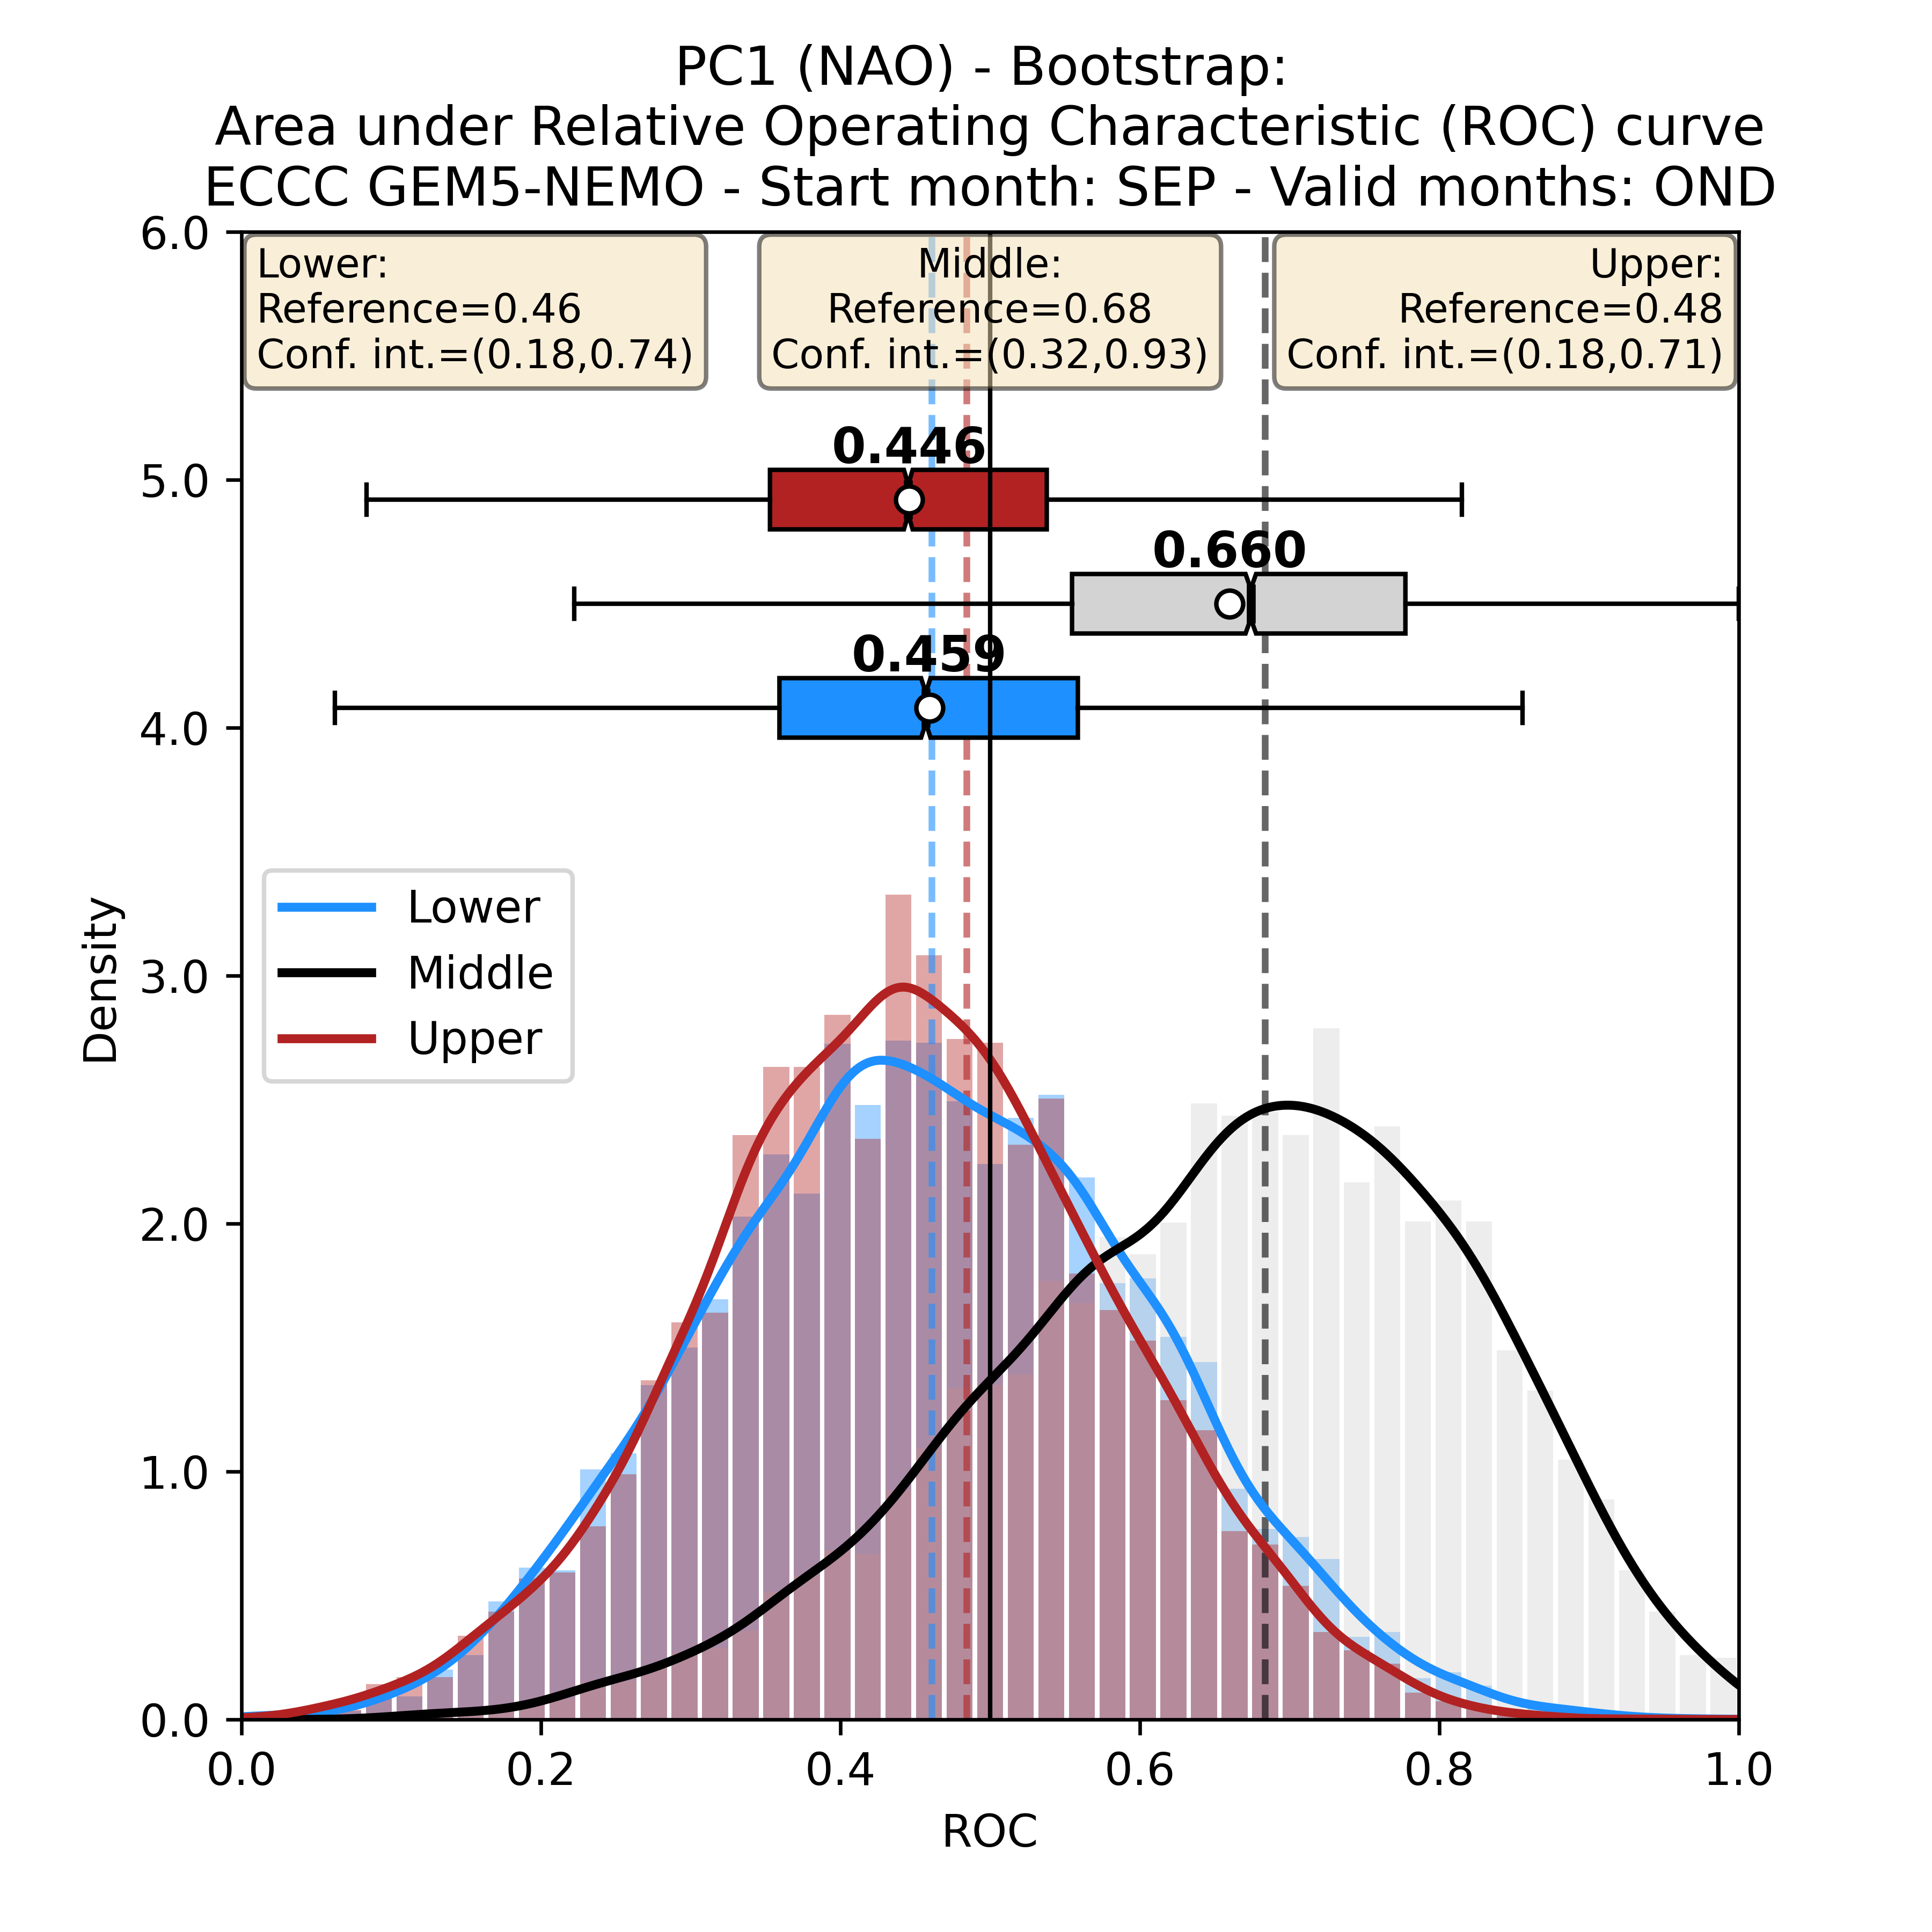 PC1 (NAO) - Bootstrap:
Area under Relative Operating Characteristic (ROC) curve
ECCC GEM5-NEMO - Start month: SEP - Valid months: OND
Lower:
Reference=0.46
Conf. int.=(0.18,0.74)
Middle:
Reference=0.68
Conf. int.=(0.32,0.93)
Upper:
Reference=0.48
Conf. int.=(0.18,0.71)
0.446
0.660
0.459
Lower
Middle
Upper
Density
6.0
5.0
4.0
3.0
2.0
1.0
0.0
0.0 0.2 0.4 0.6 0.8 1.0
ROC